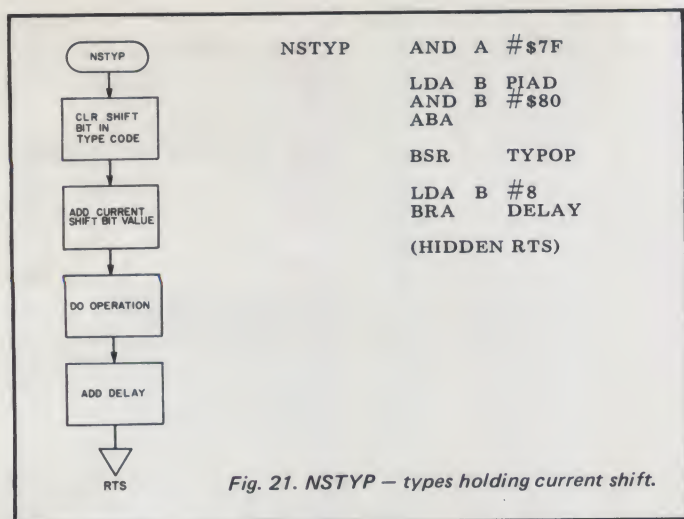 NSTYP
CLR SHIFT
BIT IN
TYPE CODE
ADD CURRENT
SHIFT BIT VALUE
DO OPERATION
ADD DELAY
RTS
NSTYP AND A #$7F
LDA B PIAD
AND B #$80
ABA
BSR TYPOP
LDA B #8
BRA DELAY
(HIDDEN RTS)
Fig. 21. NSTYP — types holding current shift.